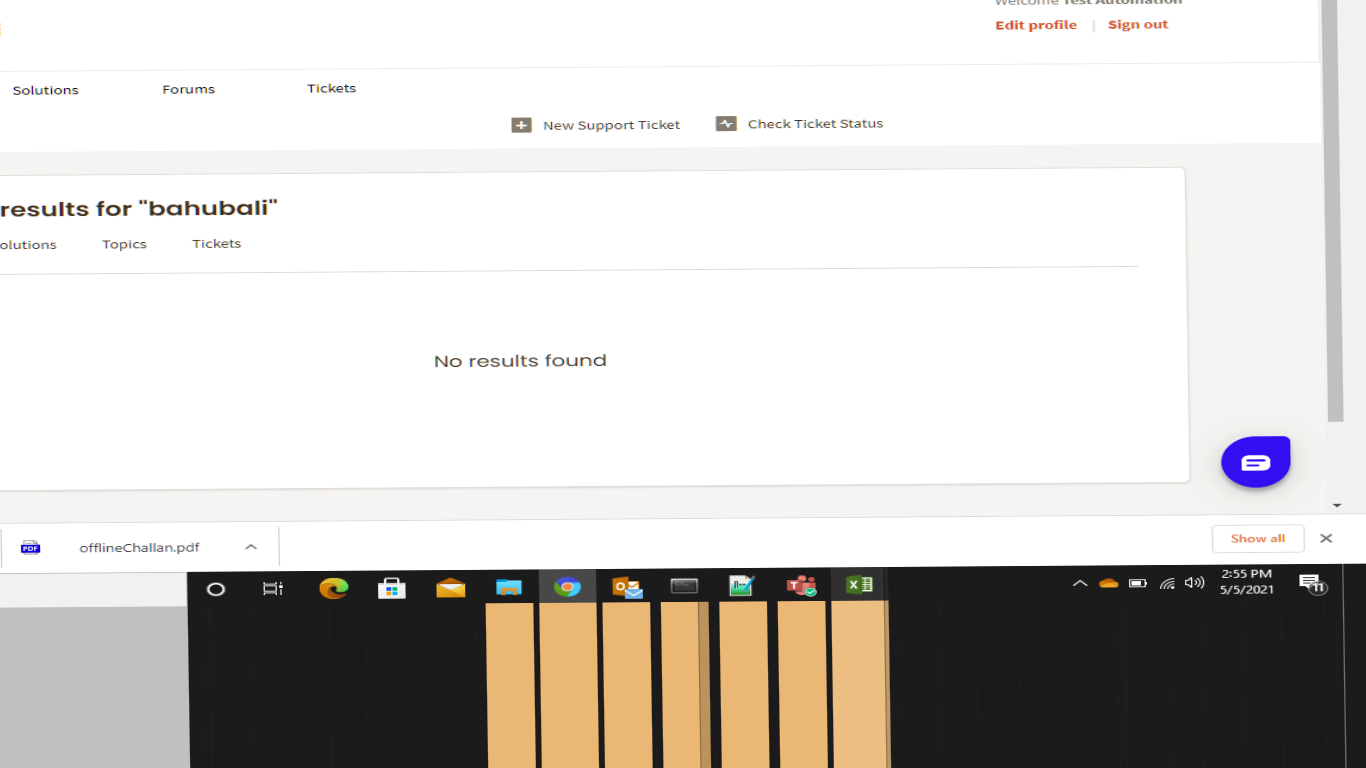 Welcome Test Automation
Edit profile | Sign out
Solutions Forums Tickets
New Support Ticket Check Ticket Status
results for "bahubali"
olutions Topics Tickets
No results found
PDF offlineChallan.pdf Show all
2:55 PM
5/5/2021
11